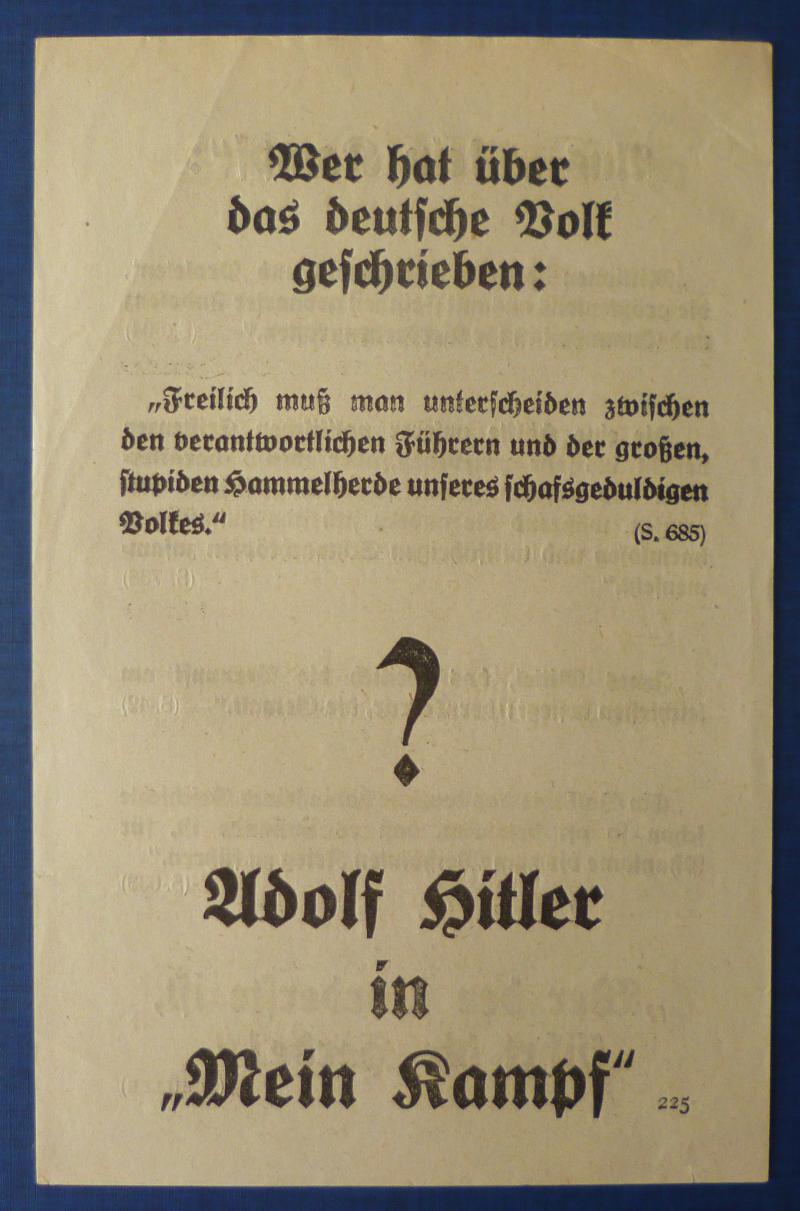 Wer hat über
das deutsche Volk
geschrieben:
„Freilich muß man unterscheiden zwischen
den verantwortlichen Führern und der großen,
stupiden Hammelherde unseres schafsgeduldigen
Volkes.“
(S. 685)
?
Adolf Hitler
in
„Mein Kampf“
225